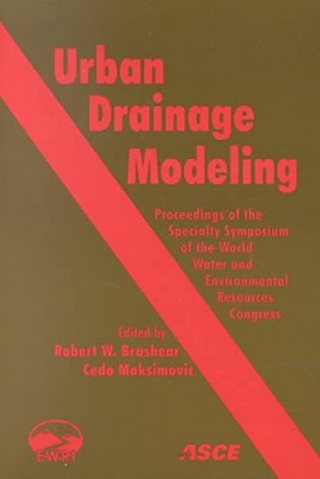 Urban
Drainage
Modeling
Proceedings of the
Specialty Symposium
of the World
Water and
Environmental
Resources
Congress
Edited by
Robert W. Brashear
Cedo Maksimovic
E·W·R·I
ASCE